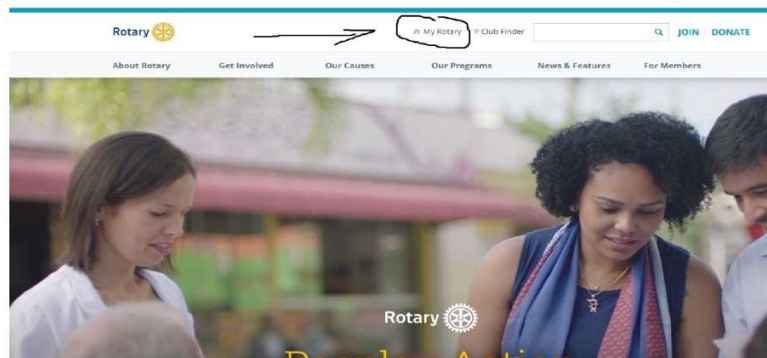 Rotary
My Rotary
Club Finder
JOIN DONATE
About Rotary Get Involved Our Causes Our Programs News & Features For Members
Rotary